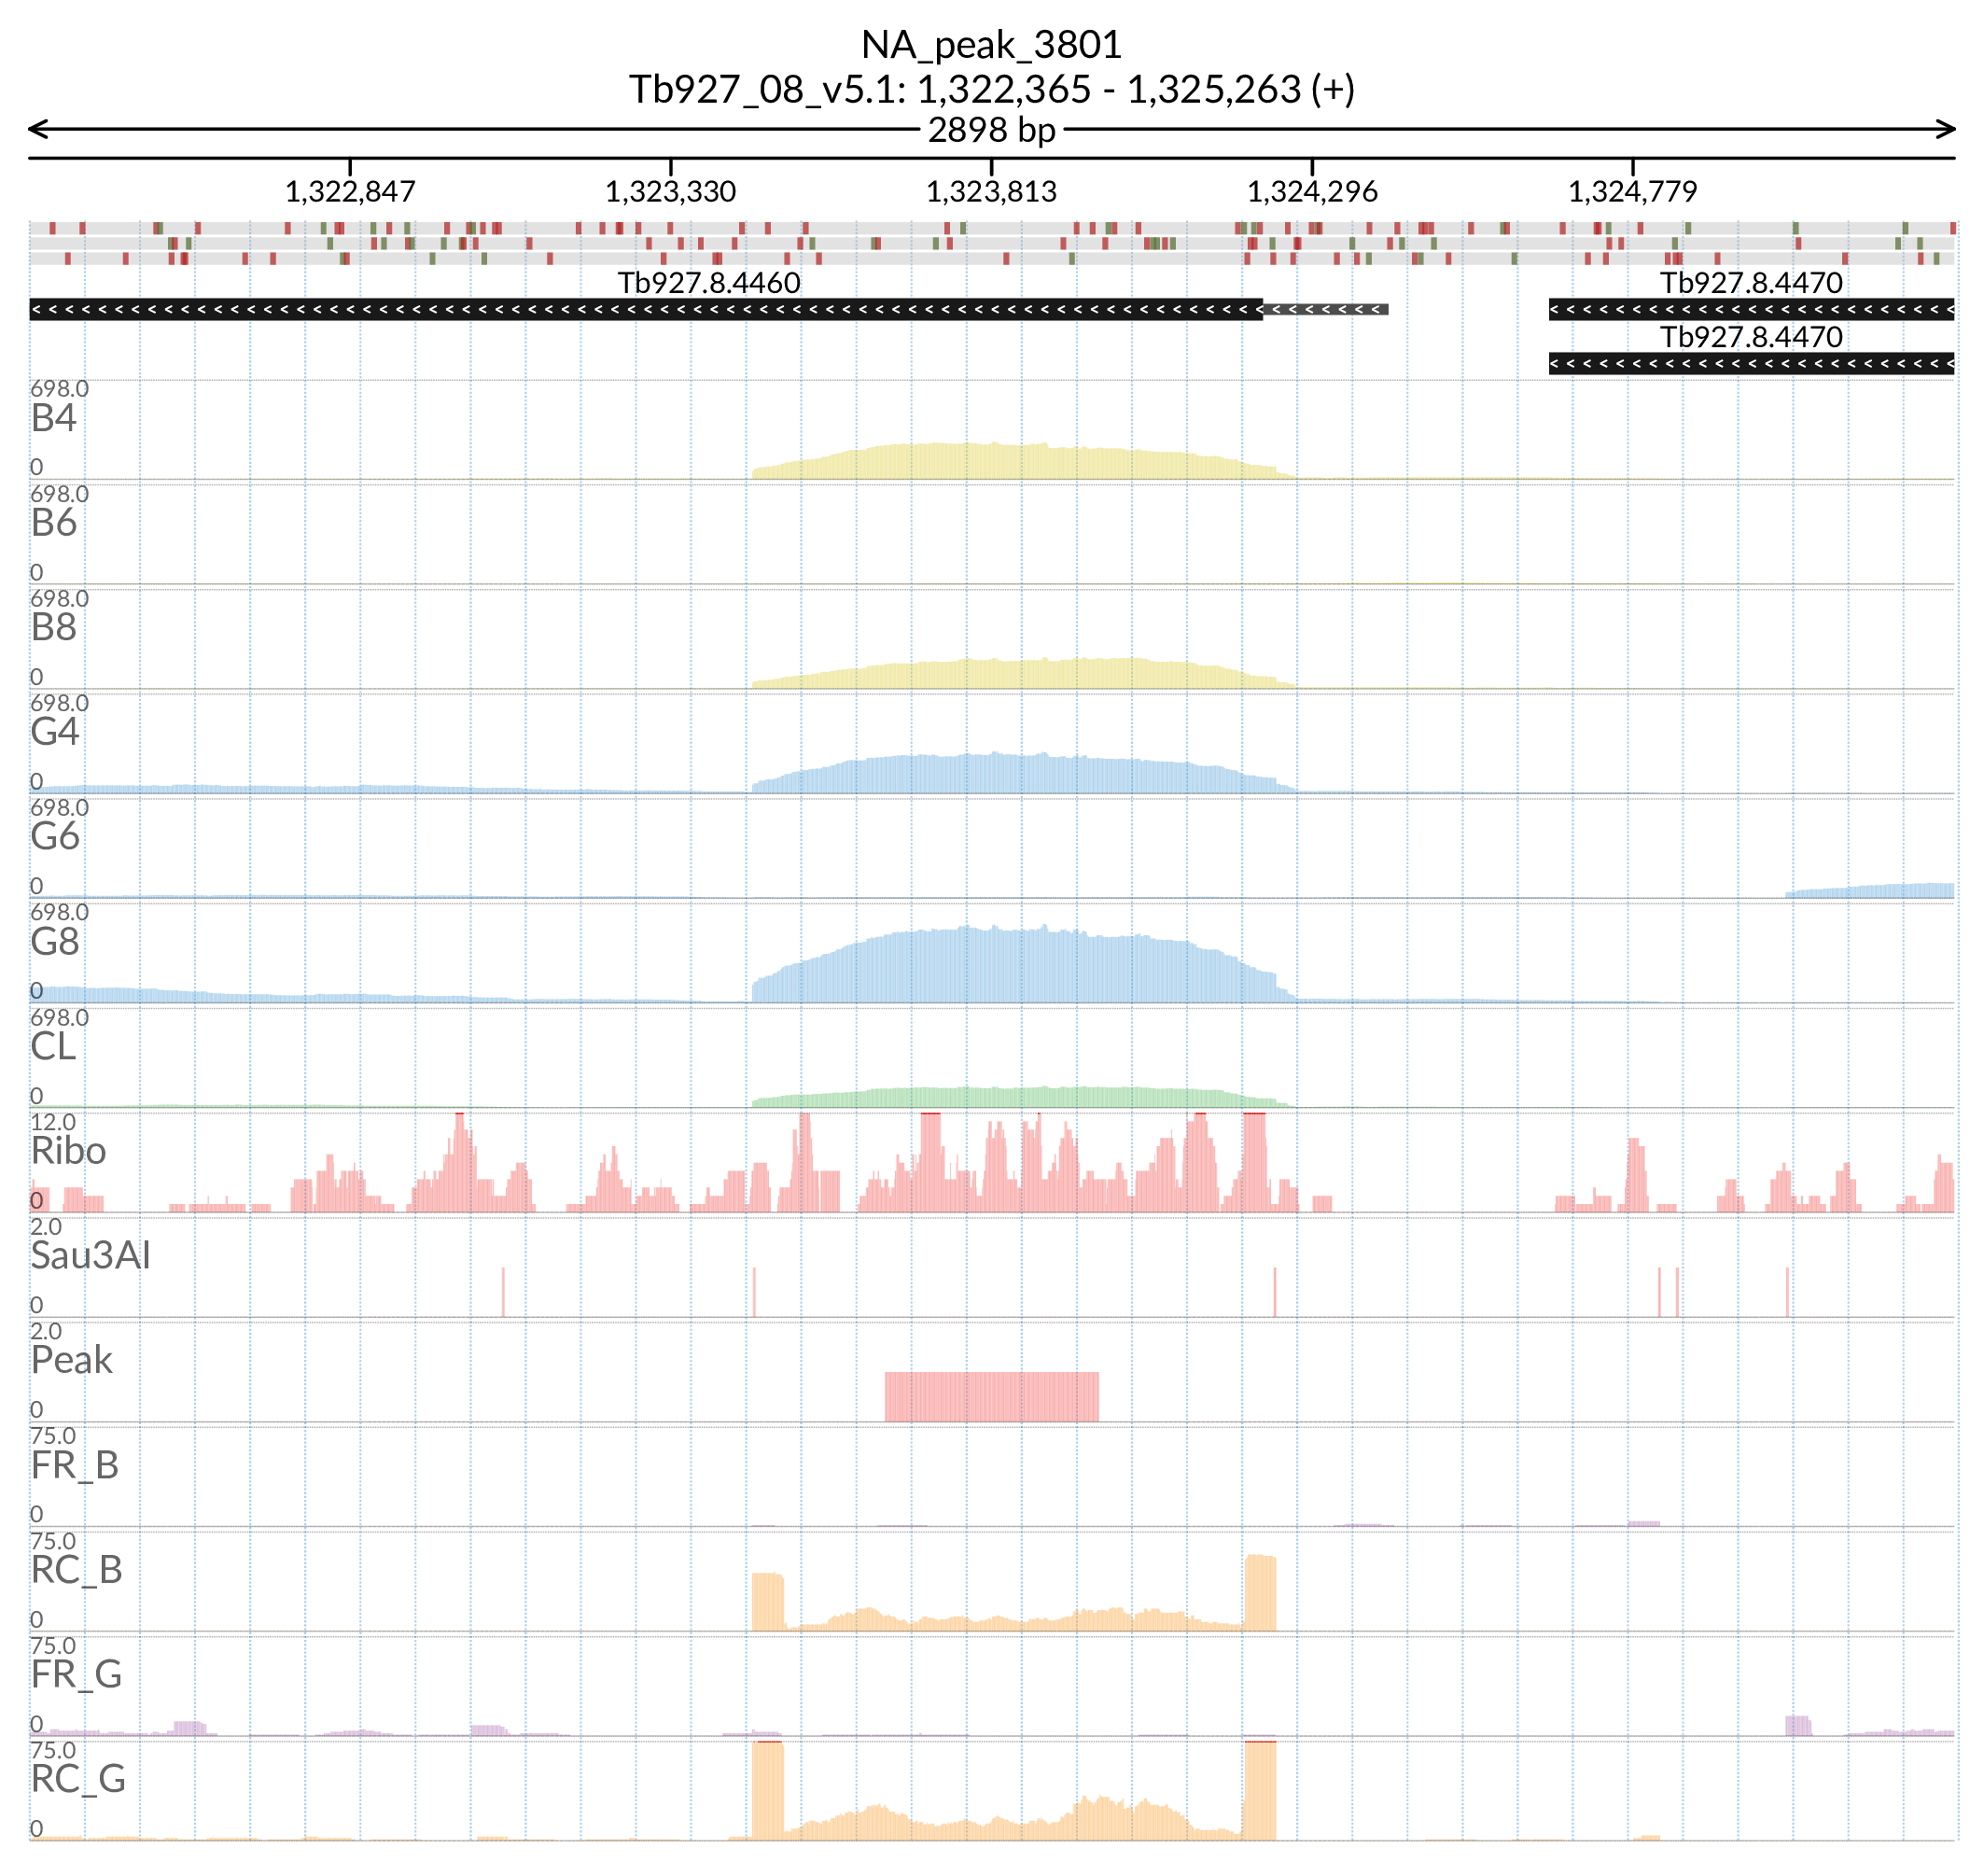 NA_peak_3801
Tb927_08_v5.1: 1,322,365 - 1,325,263 (+)
2898 bp
1,322,847 1,323,330 1,323,813 1,324,296 1,324,779
Tb927.8.4460 Tb927.8.4470
Tb927.8.4470
698.0
B4
0
698.0
B6
0
698.0
B8
0
698.0
G4
0
698.0
G6
0
698.0
G8
0
698.0
CL
0
12.0
Ribo
0
2.0
Sau3AI
0
2.0
Peak
0
75.0
FR_B
0
75.0
RC_B
0
75.0
FR_G
0
75.0
RC_G
0